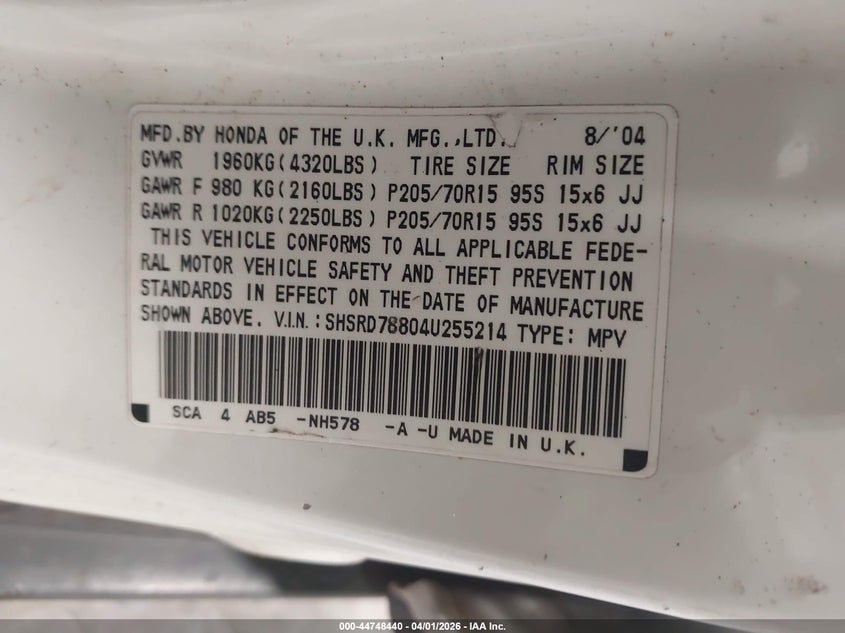 MFD.BY HONDA OF THE U.K. MFG.,LTD. 8/'04
GVWR 1960KG(4320LBS) TIRE SIZE RIM SIZE
GAWR F 980 KG(2160LBS) P205/70R15 95S 15x6 JJ
GAWR R 1020KG(2250LBS) P205/70R15 95S 15x6 JJ
THIS VEHICLE CONFORMS TO ALL APPLICABLE FEDE-
RAL MOTOR VEHICLE SAFETY AND THEFT PREVENTION
STANDARDS IN EFFECT ON THE DATE OF MANUFACTURE
SHOWN ABOVE. V.I.N.:SHSRD78804U255214 TYPE: MPV
SCA 4 AB5 -NH578 -A -U MADE IN U.K.
000-44748440 - 04/01/2026 - IAA Inc.